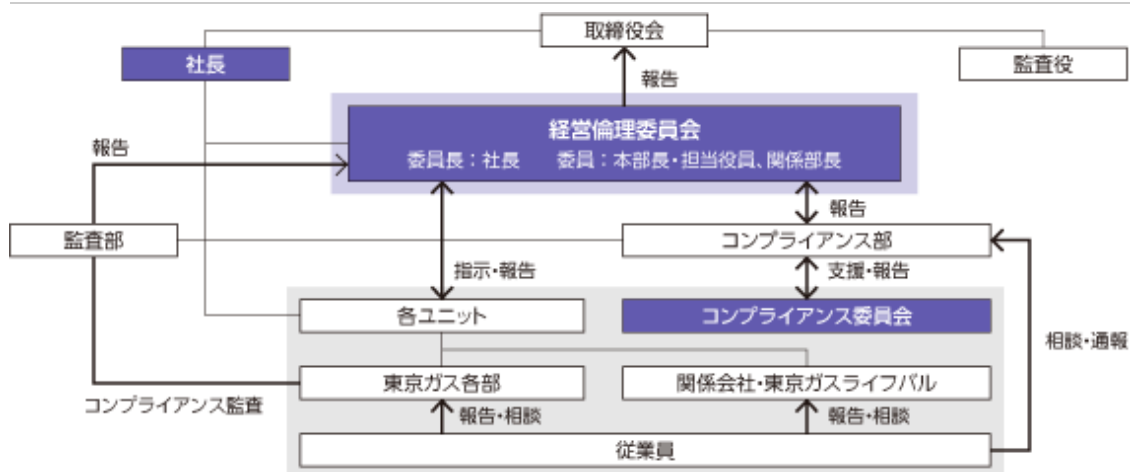 取締役会
社長
監査役
報告
経営倫理委員会
委員長：社長　委員：本部長・担当役員、関係部長
報告
報告
監査部
コンプライアンス部
指示・報告
支援・報告
各ユニット
コンプライアンス委員会
相談・通報
東京ガス各部
関係会社・東京ガスライフバル
コンプライアンス監査
報告・相談
報告・相談
従業員